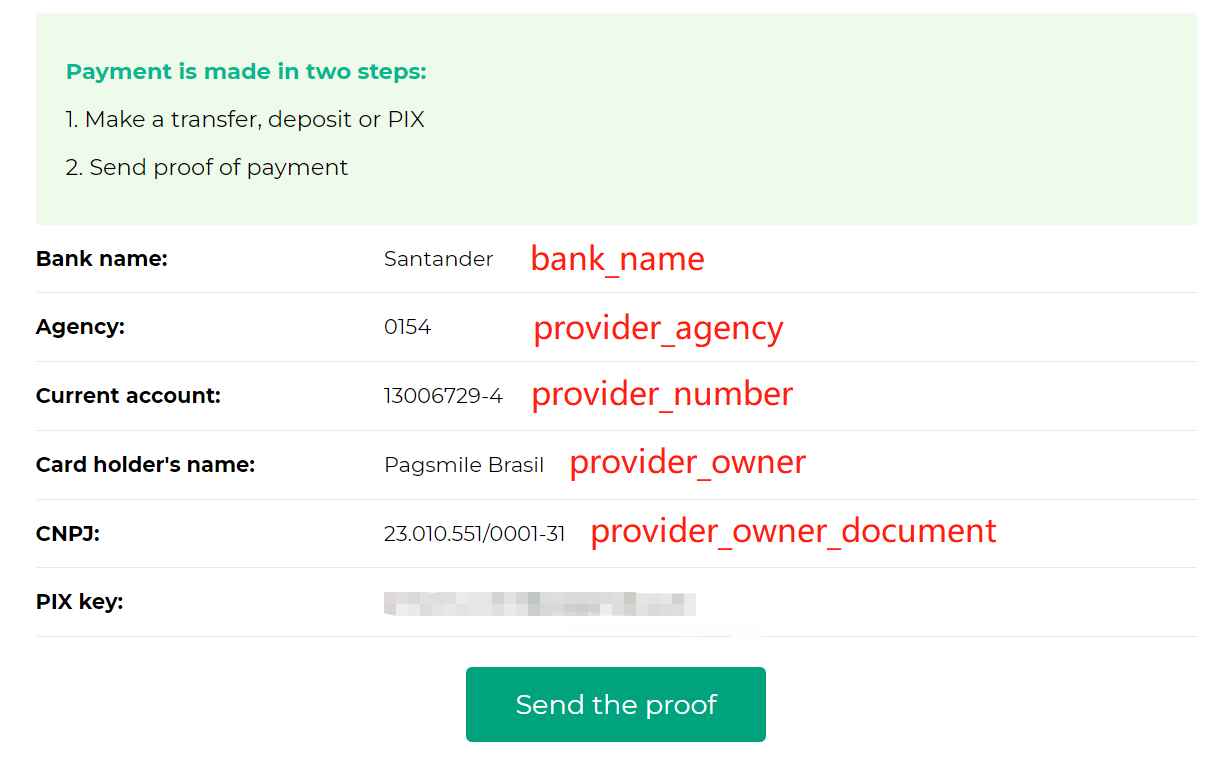 Payment is made in two steps:
1. Make a transfer, deposit or PIX
2. Send proof of payment
Bank name: Santander bank_name
Agency: 0154 provider_agency
Current account: 13006729-4 provider_number
Card holder's name: Pagsmile Brasil provider_owner
CNPJ: 23.010.551/0001-31 provider_owner_document
PIX key:
Send the proof